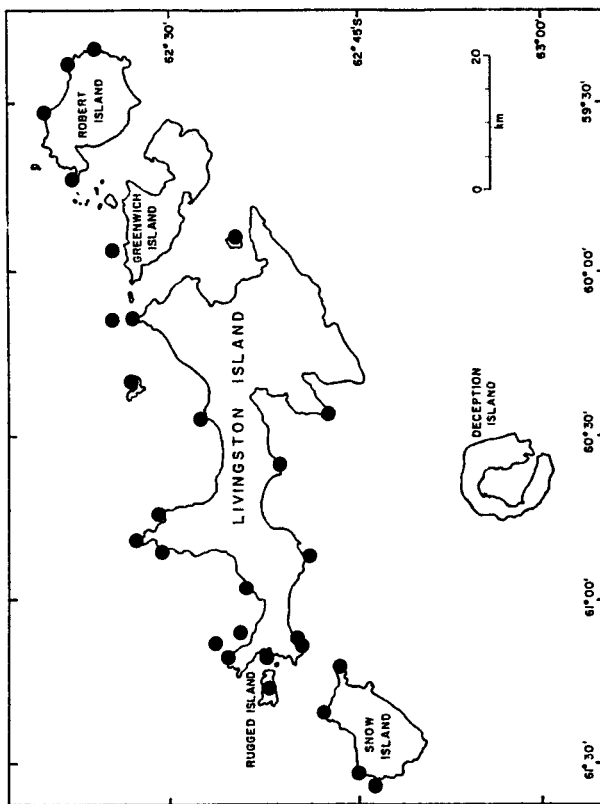 62° 30'
62° 45'S
63° 00'
ROBERT
ISLAND
GREENWICH
ISLAND
LIVINGSTON ISLAND
DECEPTION
ISLAND
RUGGED ISLAND
SNOW
ISLAND
0 20
km
59° 30'
60° 00'
60° 30'
61° 00'
61° 30'